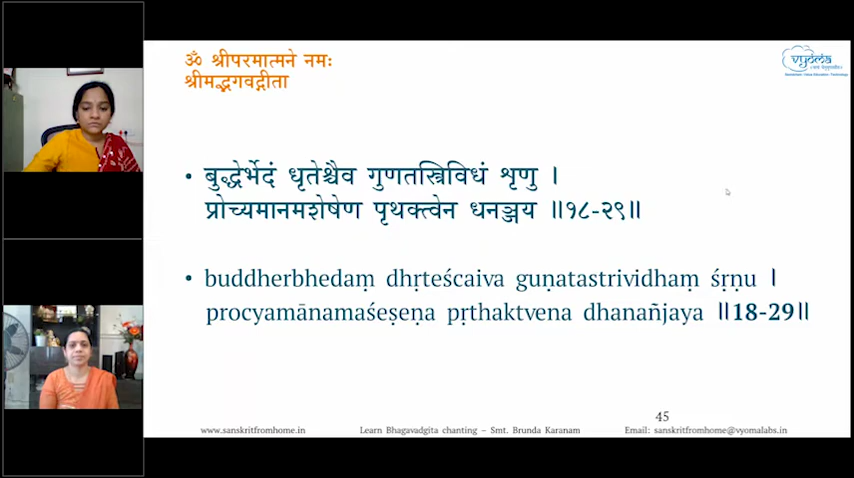 ॐ श्रीपरमात्मने नमः
श्रीमद्भगवद्गीता
vyoma
• बुद्धेर्भेदं धृतेश्चैव गुणतस्त्रिविधं शृणु ।
प्रोच्यमानमशेषेण पृथक्त्वेन धनञ्जय ॥१८-२९॥
• buddherbhedaṃ dhṛteścaiva guṇatastrividhaṃ śṛṇu ।
procyamānamaśeṣeṇa pṛthaktvena dhanañjaya ॥18-29॥
45
www.sanskritfromhome.in Learn Bhagavadgita chanting – Smt. Brunda Karanam Email: sanskritfromhome@vyomalabs.in